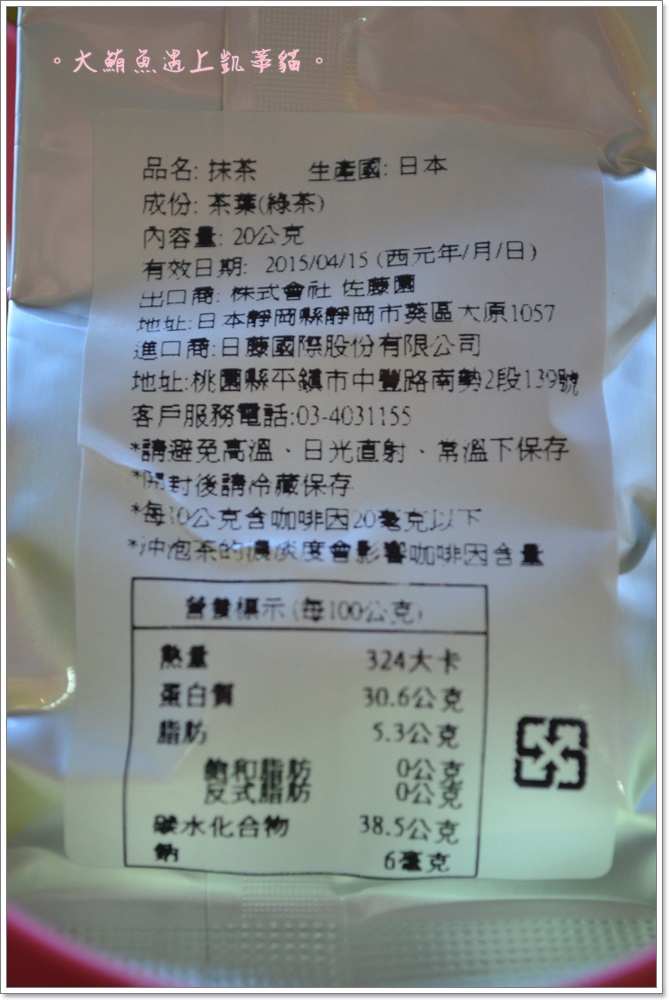 。大鮪魚遇上凱蒂貓。
品名: 抹茶 生產國: 日本
成份: 茶葉(綠茶)
內容量: 20公克
有效日期: 2015/04/15 (西元年/月/日)
出口商: 株式會社 佐藤園
地址:日本靜岡縣靜岡市葵區大原1057
進口商:日藤國際股份有限公司
地址:桃園縣平鎮市中豐路南勢2段139號
客戶服務電話:03-4031155
*請避免高溫、日光直射、常溫下保存
*開封後請冷藏保存
*每10公克含咖啡因20毫克以下
*沖泡茶的濃淡度會影響咖啡因含量
營養標示 (每100公克)
熱量 324大卡
蛋白質 30.6公克
脂肪 5.3公克
飽和脂肪 0公克
反式脂肪 0公克
碳水化合物 38.5公克
鈉 6毫克